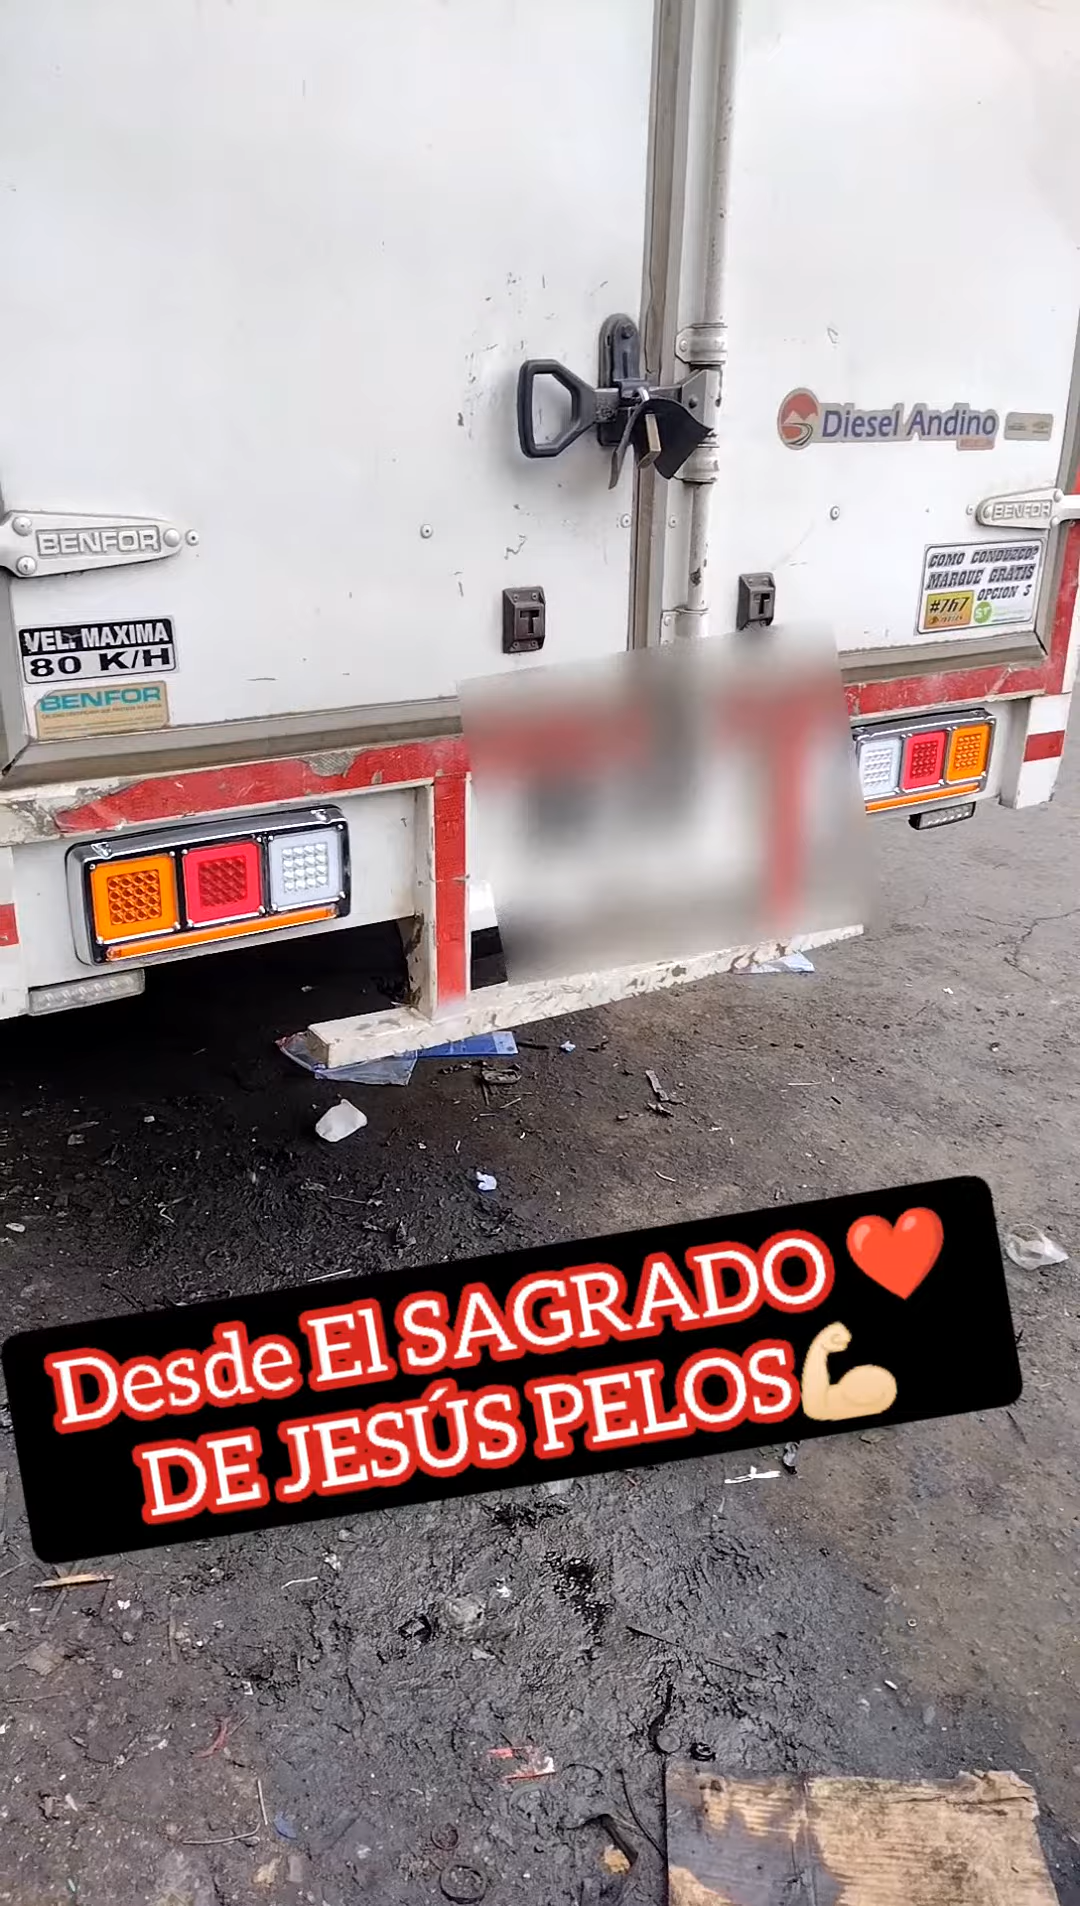 Diesel Andino
BENFOR
BENFOR
COMO CONDUZCO?
MARQUE GRATIS
#767 OPCION 5
VEL. MAXIMA
80 K/H
BENFOR
T
T
Desde El SAGRADO ❤️
DE JESÚS PELOS💪🏼